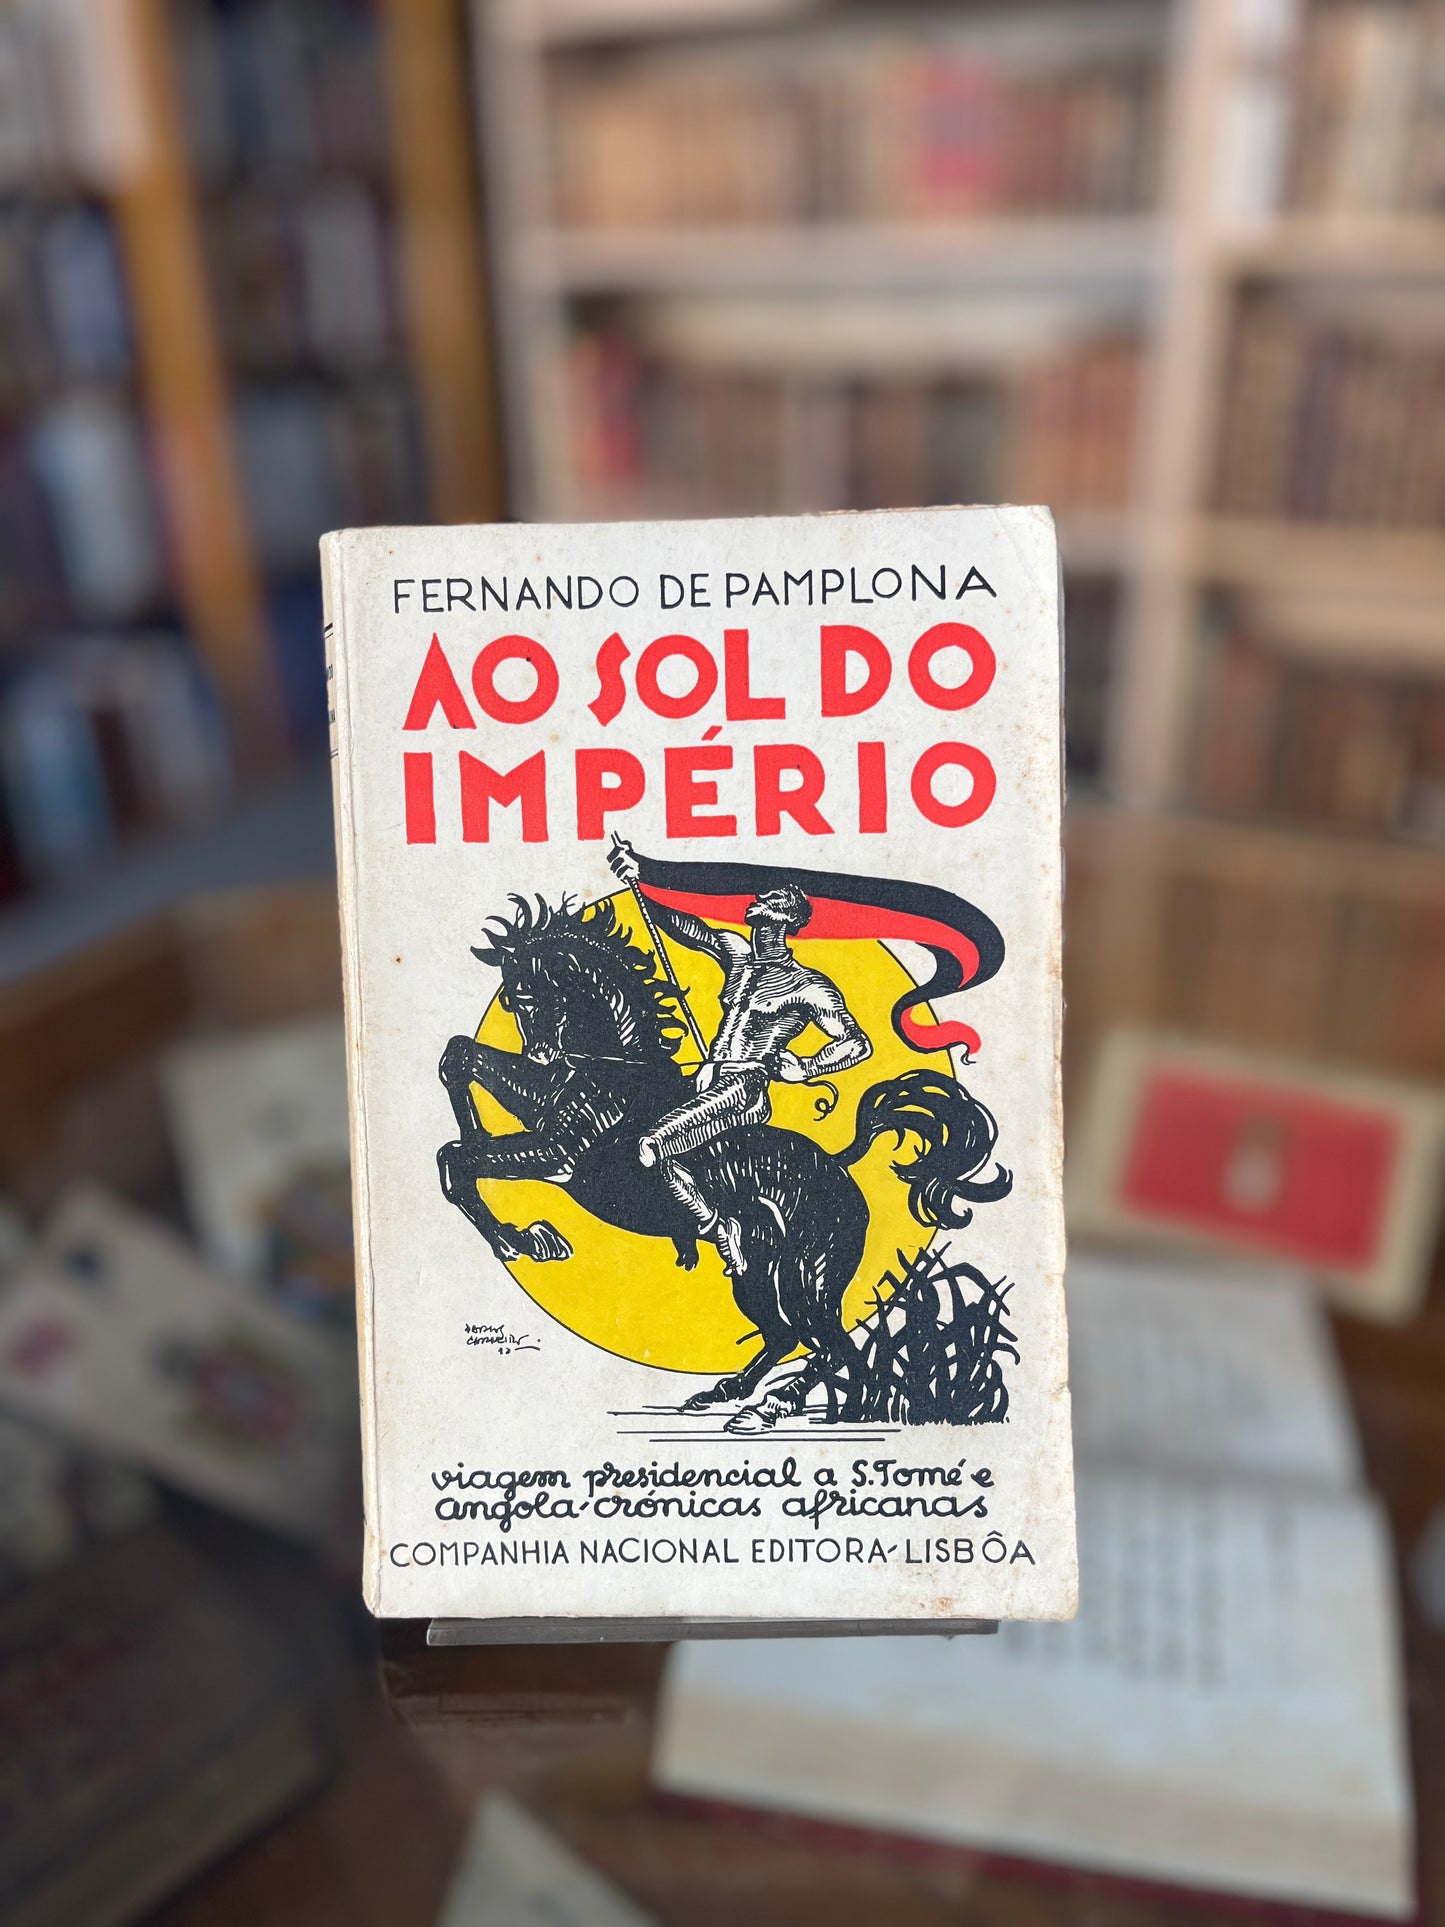 FERNANDO DE PAMPLONA
AO SOL DO
IMPÉRIO
viagem presidencial a S. Tomé e
angola-crónicas africanas
COMPANHIA NACIONAL EDITORA-LISBÔA